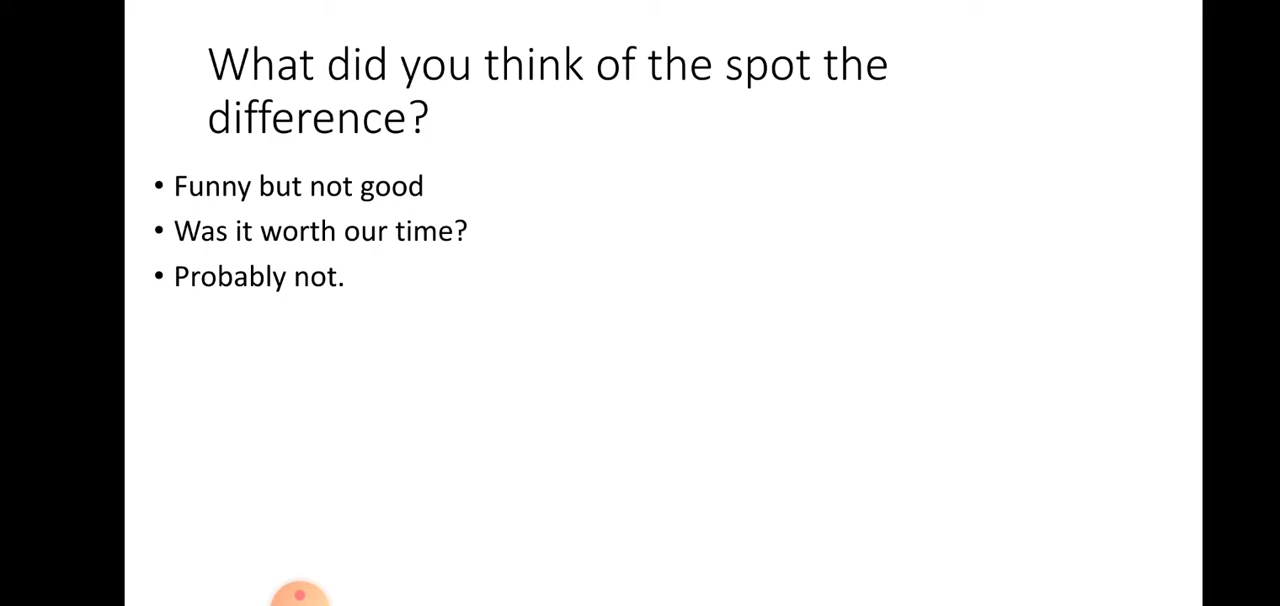 What did you think of the spot the
difference?
• Funny but not good
• Was it worth our time?
• Probably not.